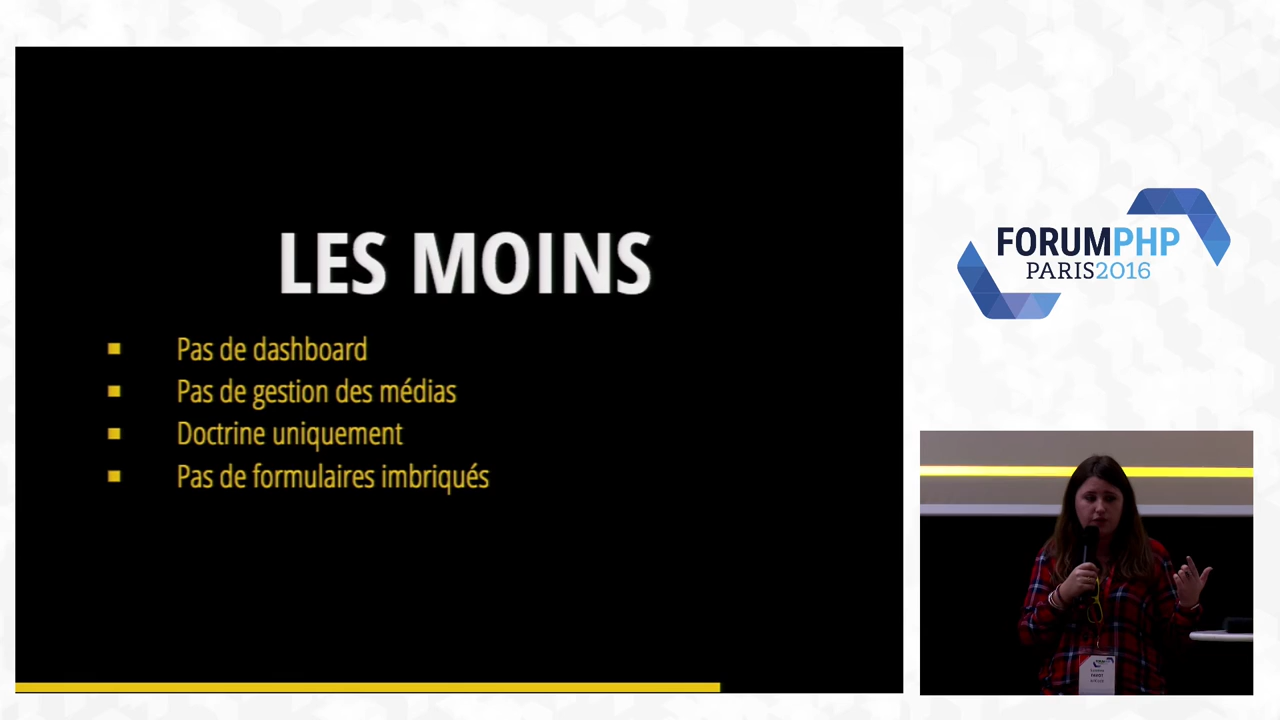 LES MOINS
Pas de dashboard
Pas de gestion des médias
Doctrine uniquement
Pas de formulaires imbriqués
FORUMPHP
PARIS2016